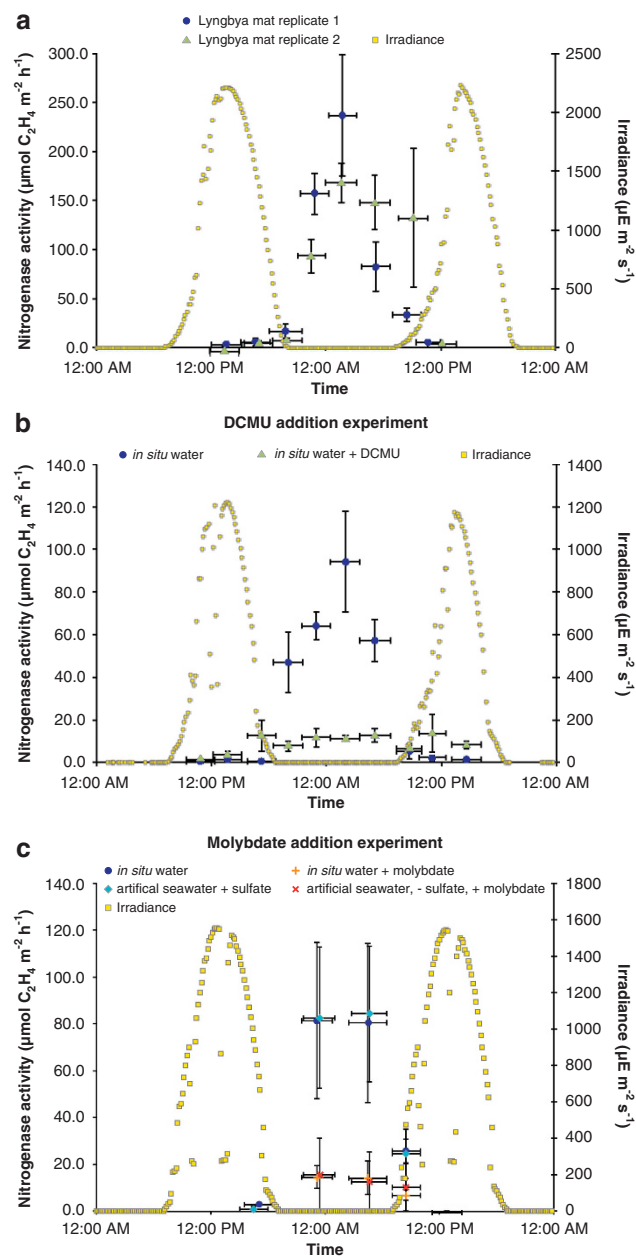 a
Lyngbya mat replicate 1
Lyngbya mat replicate 2 Irradiance
Nitrogenase activity (µmol C2H4 m-2 h-1)
300.0
250.0
200.0
150.0
100.0
50.0
0.0
2500
2000
1500
1000
500
0
Irradiance (µE m-2 s-1)
12:00 AM 12:00 PM 12:00 AM 12:00 PM 12:00 AM
Time
b
DCMU addition experiment
in situ water in situ water + DCMU Irradiance
Nitrogenase activity (µmol C2H4 m-2 h-1)
140.0
120.0
100.0
80.0
60.0
40.0
20.0
0.0
1400
1200
1000
800
600
400
200
0
Irradiance (µE m-2 s-1)
12:00 AM 12:00 PM 12:00 AM 12:00 PM 12:00 AM
Time
c
Molybdate addition experiment
in situ water in situ water + molybdate
artifical seawater + sulfate artificial seawater, - sulfate, + molybdate
Irradiance
Nitrogenase activity (µmol C2H4 m-2 h-1)
140.0
120.0
100.0
80.0
60.0
40.0
20.0
0.0
1800
1600
1400
1200
1000
800
600
400
200
0
Irradiance (µE m-2 s-1)
12:00 AM 12:00 PM 12:00 AM 12:00 PM 12:00 AM
Time